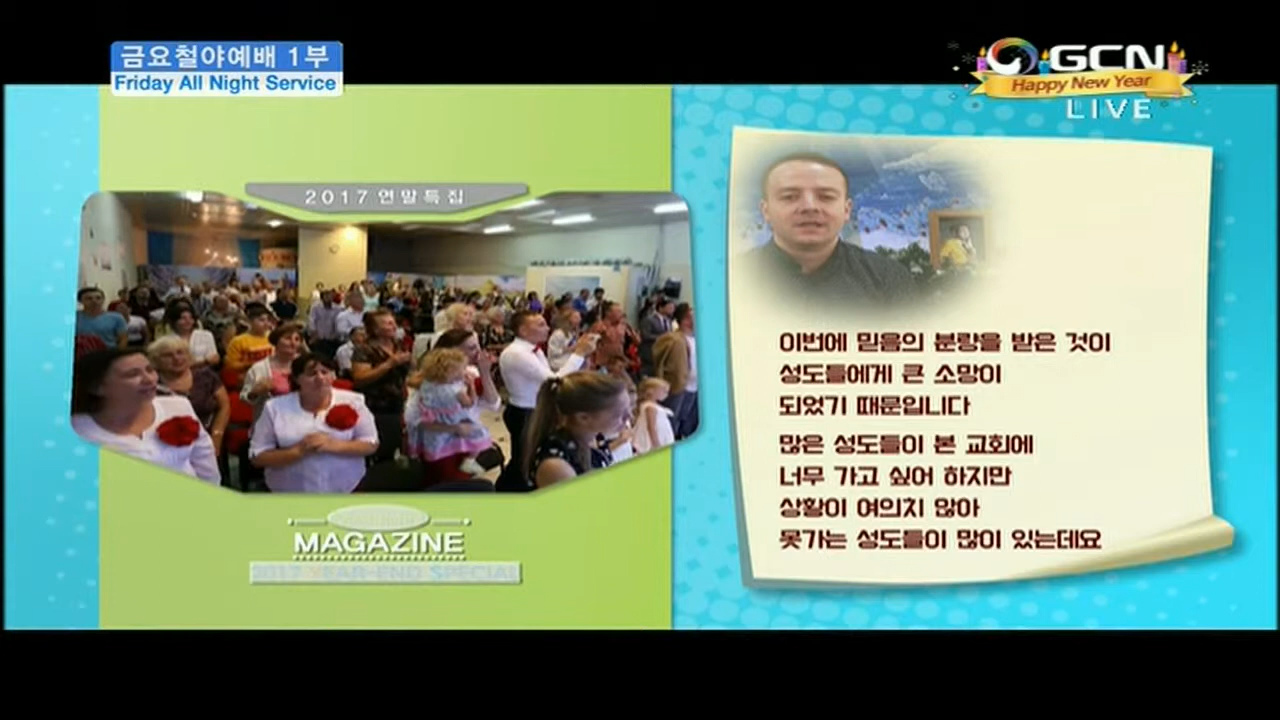 금요철야예배 1부
Friday All Night Service
GCN
Happy New Year
LIVE
2017 연말특집
MAGAZINE
2017 YEAR-END SPECIAL
이번에 믿음의 분량을 받은 것이
성도들에게 큰 소망이
되었기 때문입니다
많은 성도들이 본 교회에
너무 가고 싶어 하지만
상황이 여의치 않아
못가는 성도들이 많이 있는데요